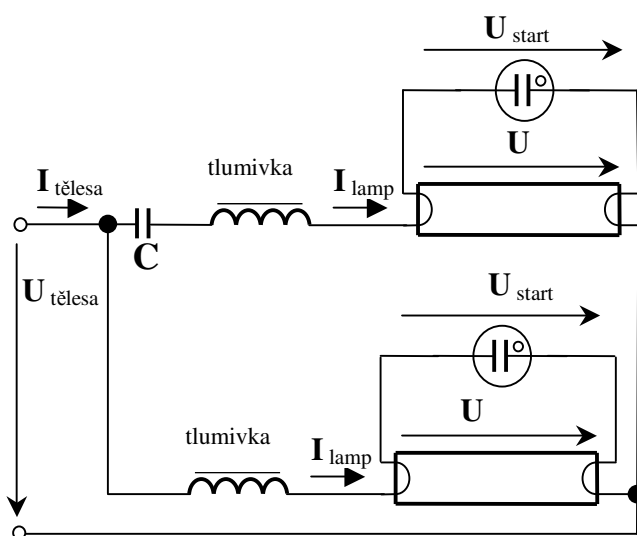 U start
U
tlumivka
I tělesa
I lamp
C
U tělesa
U start
U
tlumivka
I lamp